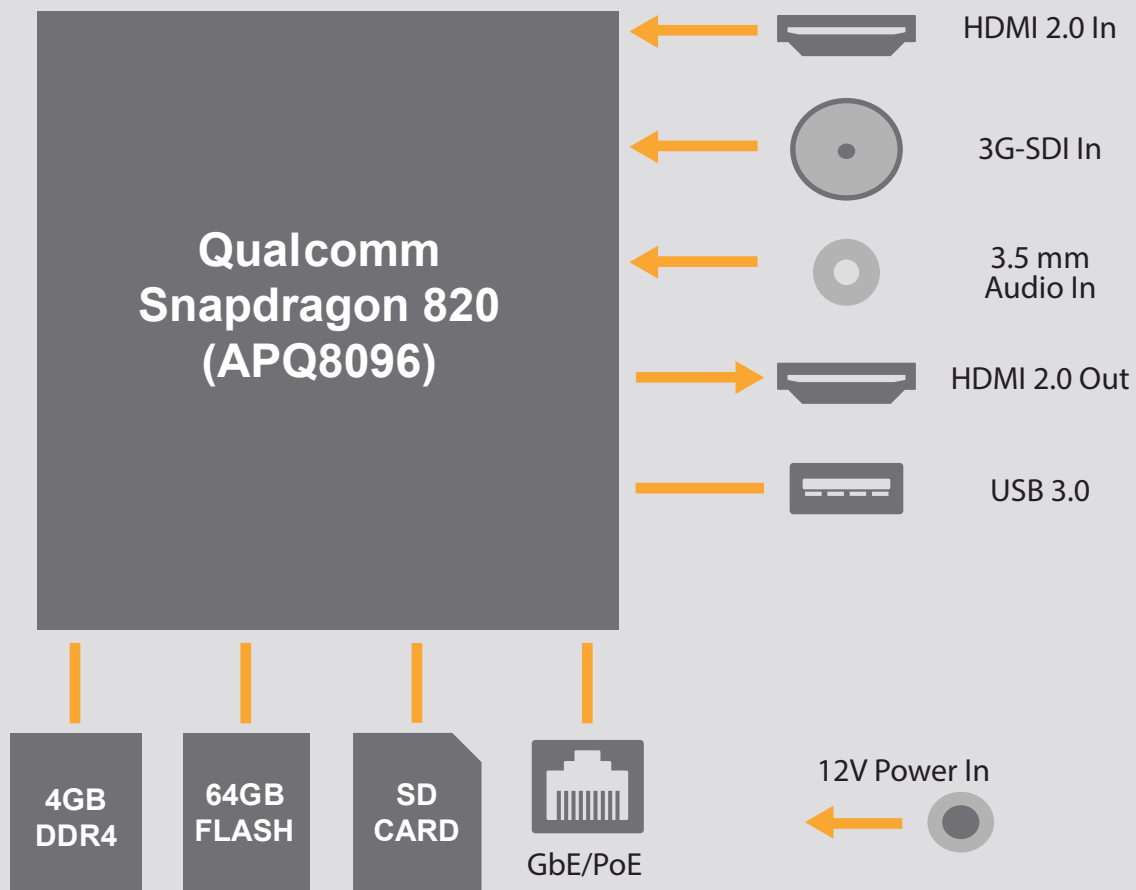 HDMI 2.0 In
3G-SDI In
Qualcomm
Snapdragon 820
(APQ8096)
3.5 mm
Audio In
HDMI 2.0 Out
USB 3.0
4GB
DDR4
64GB
FLASH
SD
CARD
GbE/PoE
12V Power In